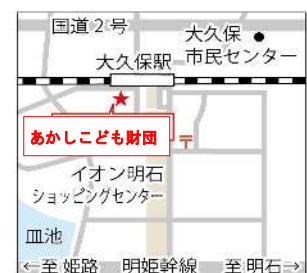 国道2号
大久保
市民センター
大久保駅
あかしこども財団
〒
イオン明石
ショッピングセンター
皿池
←至 姫路 明姫幹線 至 明石→